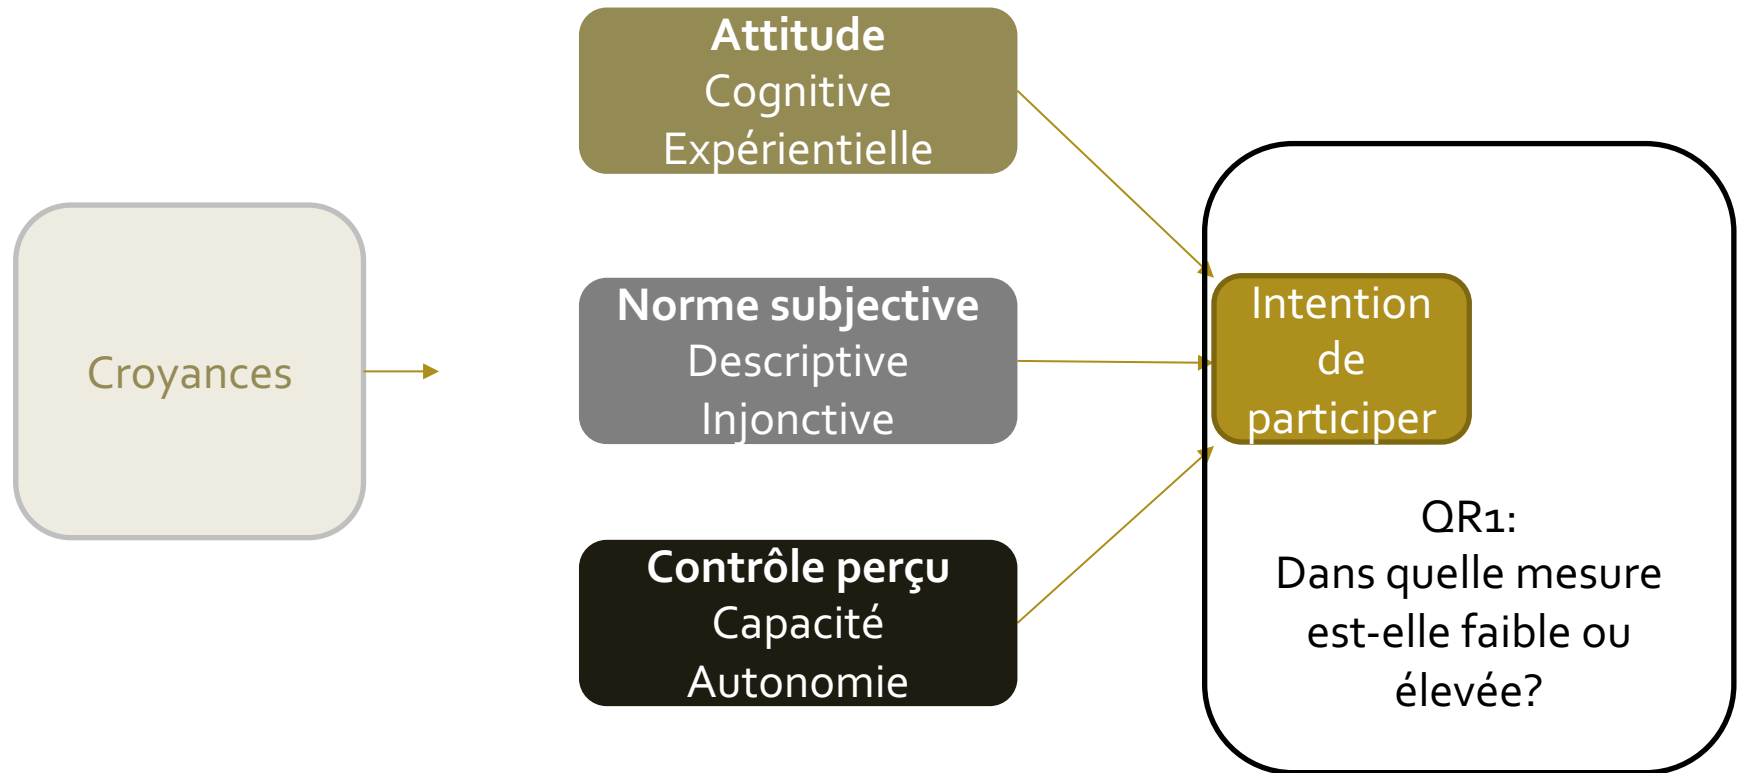 Attitude
Cognitive
Expérientielle
Croyances
Norme subjective
Descriptive
Injonctive
Contrôle perçu
Capacité
Autonomie
Intention
de
participer
QR1:
Dans quelle mesure
est-elle faible ou
élevée?